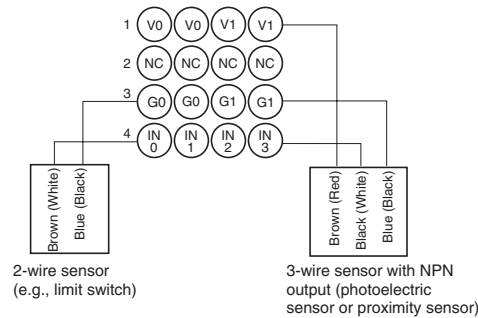 1 V0 V0 V1 V1
2 NC NC NC NC
3 G0 G0 G1 G1
4 IN 0 IN 1 IN 2 IN 3
Brown (White)
Blue (Black)
Brown (Red)
Black (White)
Blue (Black)
2-wire sensor
(e.g., limit switch)
3-wire sensor with NPN
output (photoelectric
sensor or proximity sensor)